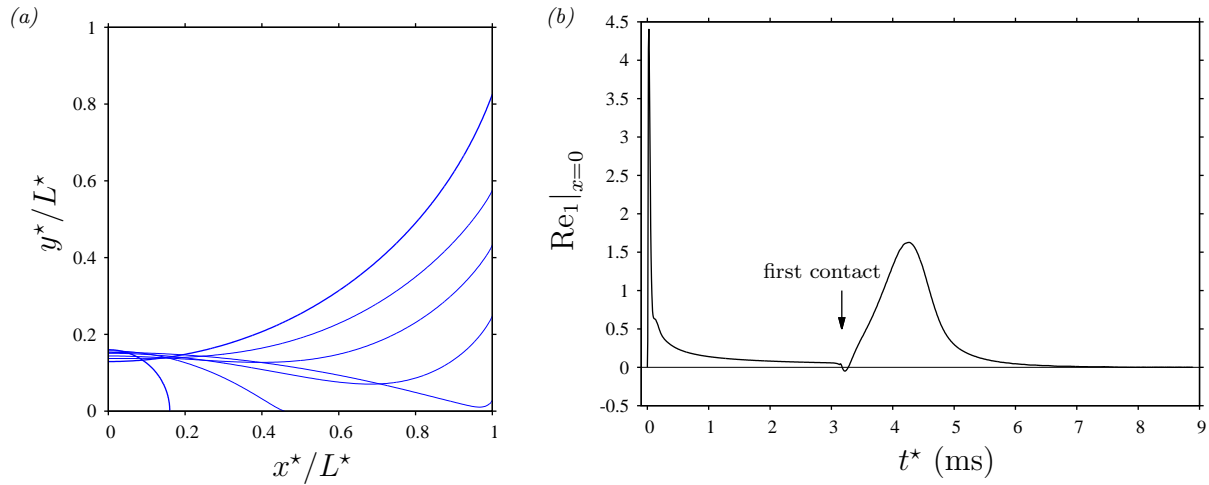 (a)
1
0.8
0.6
0.4
0.2
0
y⋆/L⋆
0 0.2 0.4 0.6 0.8 1
x⋆/L⋆
(b)
4.5
4
3.5
3
2.5
2
1.5
1
0.5
0
-0.5
Re₁|ₓ₌₀
first contact
0 1 2 3 4 5 6 7 8 9
t⋆ (ms)